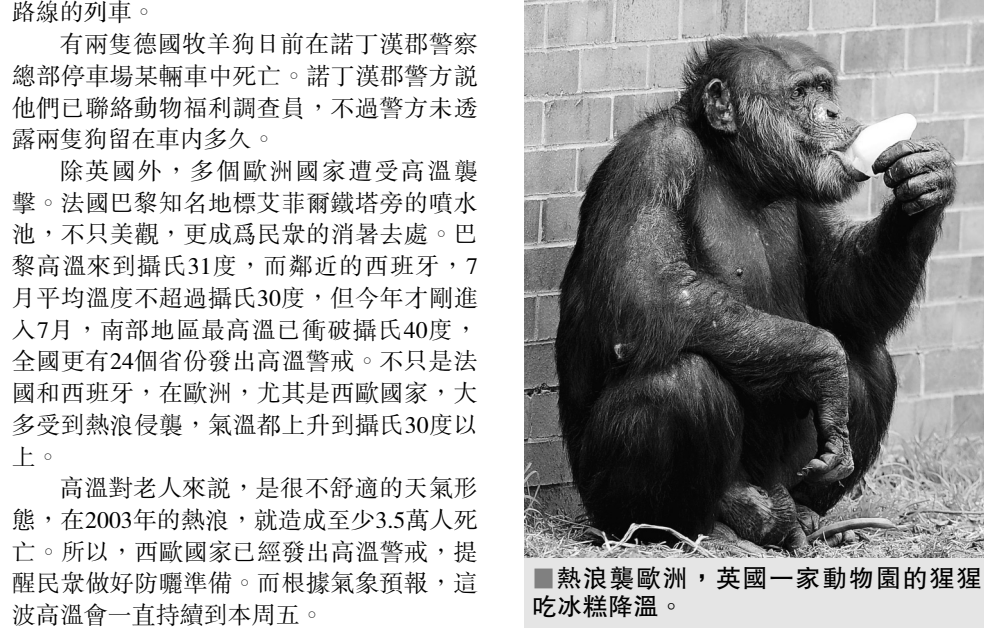 路線的列車。
有兩隻德國牧羊狗日前在諾丁漢郡警察
總部停車場某輛車中死亡。諾丁漢郡警方説
他們已聯絡動物福利調查員，不過警方未透
露兩隻狗留在車内多久。
除英國外，多個歐洲國家遭受高溫襲
擊。法國巴黎知名地標艾菲爾鐵塔旁的噴水
池，不只美觀，更成爲民衆的消暑去處。巴
黎高溫來到攝氏31度，而鄰近的西班牙，7
月平均溫度不超過攝氏30度，但今年才剛進
入7月，南部地區最高溫已衝破攝氏40度，
全國更有24個省份發出高溫警戒。不只是法
國和西班牙，在歐洲，尤其是西歐國家，大
多受到熱浪侵襲，氣溫都上升到攝氏30度以
上。
高溫對老人來説，是很不舒適的天氣形
態，在2003年的熱浪，就造成至少3.5萬人死
亡。所以，西歐國家已經發出高溫警戒，提
醒民衆做好防曬準備。而根據氣象預報，這
波高溫會一直持續到本周五。
■熱浪襲歐洲，英國一家動物園的猩猩
吃冰糕降溫。